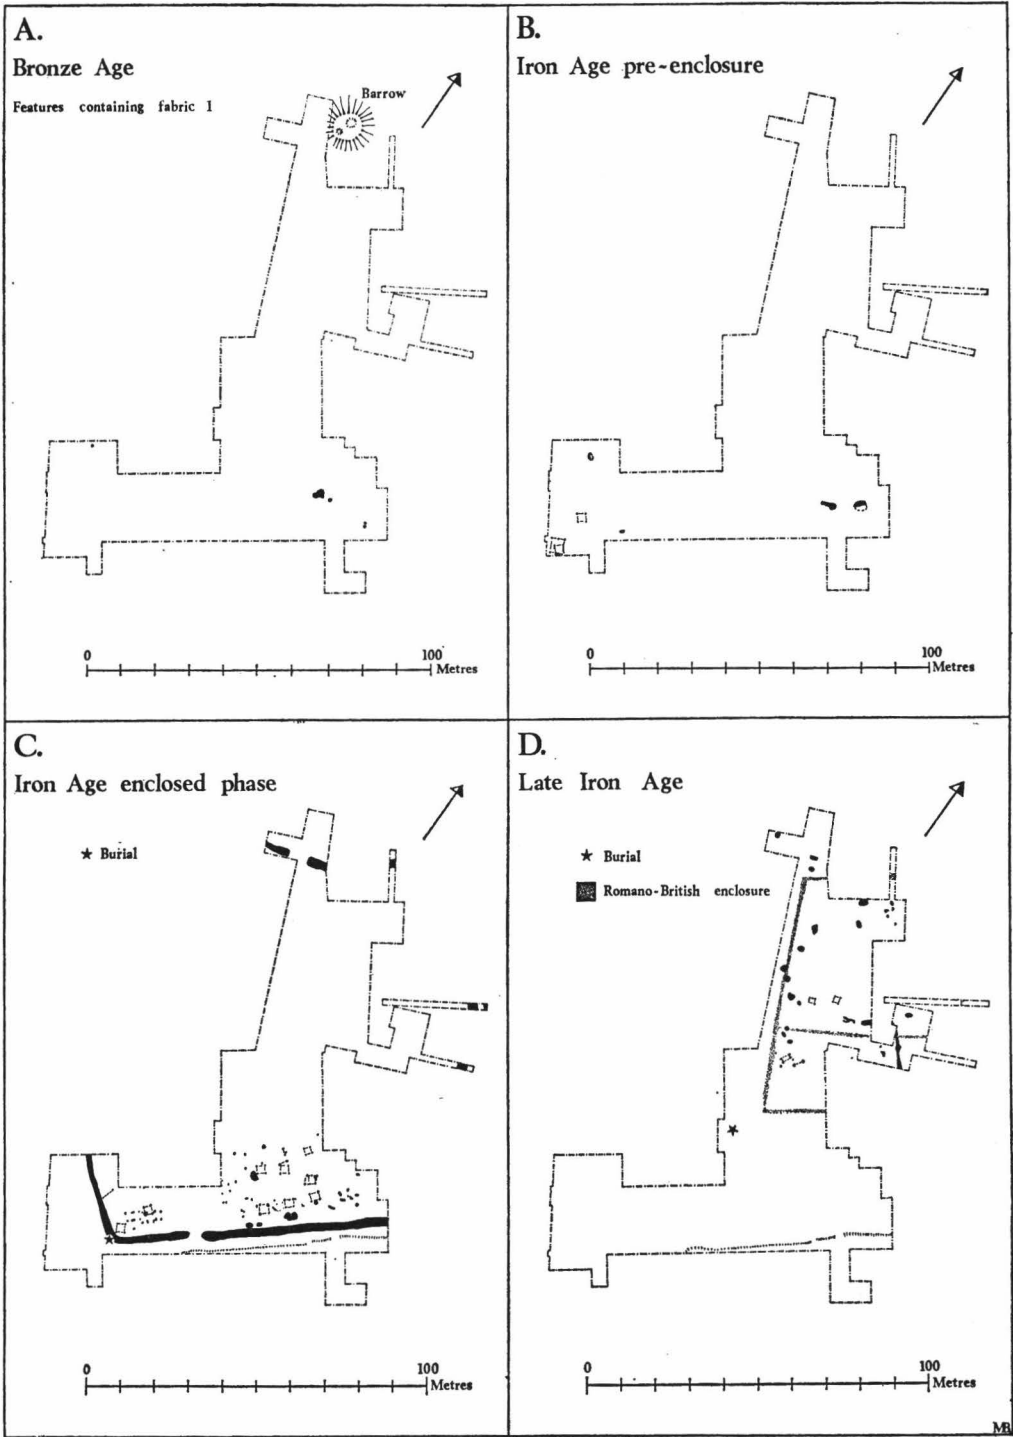 A.
Bronze Age
Features containing fabric 1
Barrow
0
100
Metres
B.
Iron Age pre-enclosure
0
100
Metres
C.
Iron Age enclosed phase
★ Burial
0
100
Metres
D.
Late Iron Age
★ Burial
Romano-British enclosure
0
100
Metres
MB